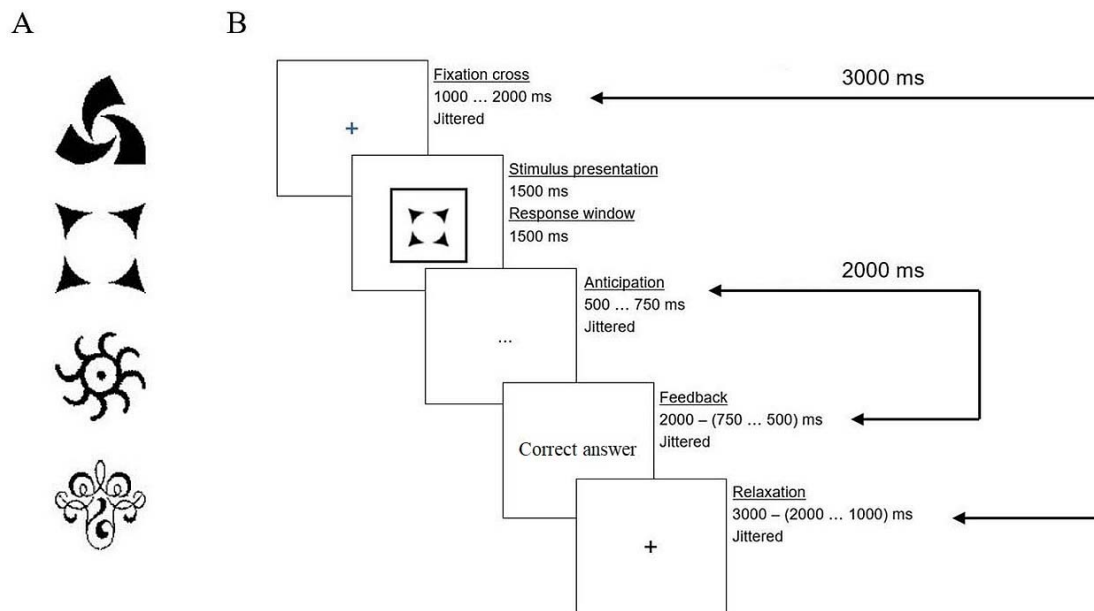 A
B
Fixation cross
1000 ... 2000 ms
Jittered
3000 ms
+
Stimulus presentation
1500 ms
Response window
1500 ms
Anticipation
500 ... 750 ms
Jittered
2000 ms
...
Feedback
2000 – (750 ... 500) ms
Jittered
Correct answer
Relaxation
3000 – (2000 ... 1000) ms
Jittered
+